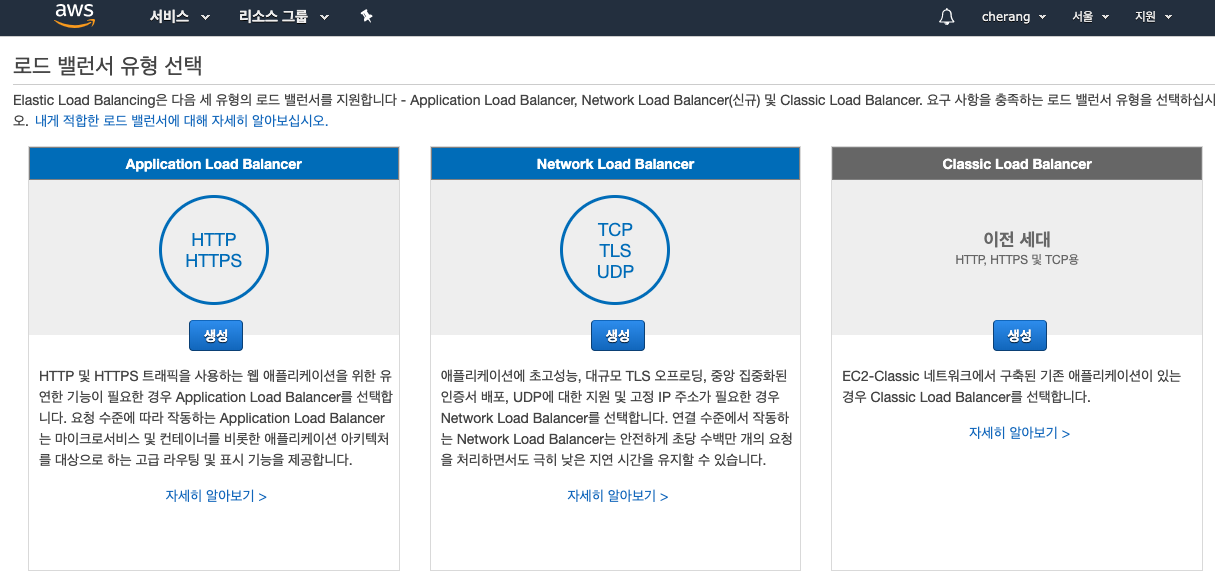 aws
서비스
리소스 그룹
cherang
서울
지원
로드 밸런서 유형 선택
Elastic Load Balancing은 다음 세 유형의 로드 밸런서를 지원합니다 - Application Load Balancer, Network Load Balancer(신규) 및 Classic Load Balancer. 요구 사항을 충족하는 로드 밸런서 유형을 선택하십시
오. 내게 적합한 로드 밸런서에 대해 자세히 알아보십시오.
Application Load Balancer
HTTP
HTTPS
생성
HTTP 및 HTTPS 트래픽을 사용하는 웹 애플리케이션을 위한 유
연한 기능이 필요한 경우 Application Load Balancer를 선택합
니다. 요청 수준에 따라 작동하는 Application Load Balancer
는 마이크로서비스 및 컨테이너를 비롯한 애플리케이션 아키텍처
를 대상으로 하는 고급 라우팅 및 표시 기능을 제공합니다.
자세히 알아보기 >
Network Load Balancer
TCP
TLS
UDP
생성
애플리케이션에 초고성능, 대규모 TLS 오프로딩, 중앙 집중화된
인증서 배포, UDP에 대한 지원 및 고정 IP 주소가 필요한 경우
Network Load Balancer를 선택합니다. 연결 수준에서 작동하
는 Network Load Balancer는 안전하게 초당 수백만 개의 요청
을 처리하면서도 극히 낮은 지연 시간을 유지할 수 있습니다.
자세히 알아보기 >
Classic Load Balancer
이전 세대
HTTP, HTTPS 및 TCP용
생성
EC2-Classic 네트워크에서 구축된 기존 애플리케이션이 있는
경우 Classic Load Balancer를 선택합니다.
자세히 알아보기 >